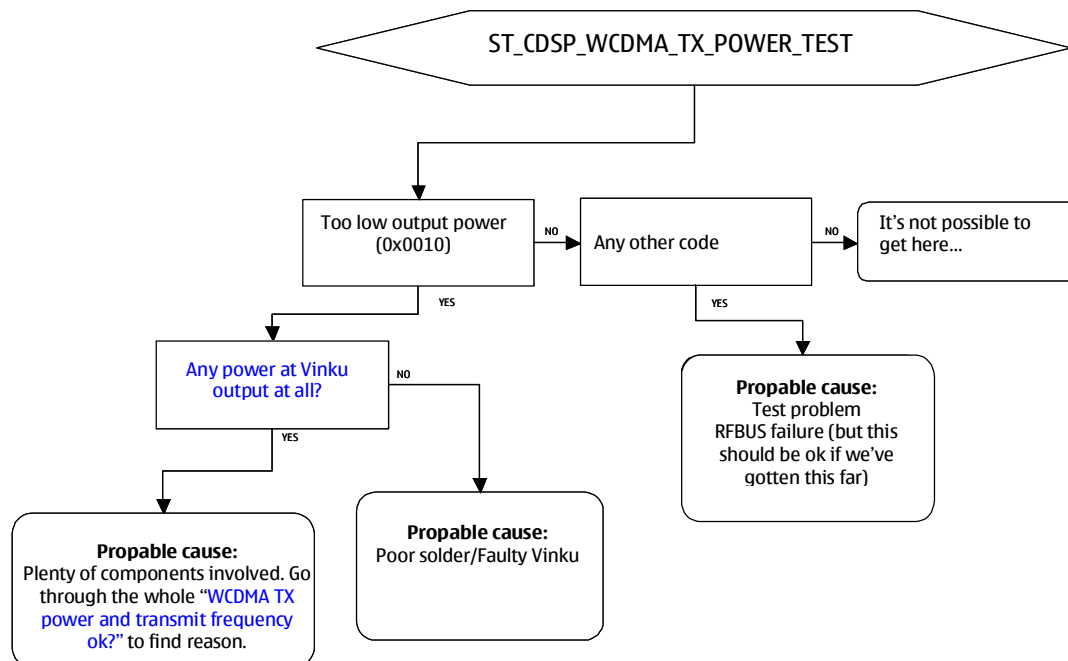 ST_CDSP_WCDMA_TX_POWER_TEST
Too low output power
(0x0010)
NO
Any other code
NO
It's not possible to
get here...
YES
YES
Any power at Vinku
output at all?
NO
YES
Propable cause:
Test problem
RFBUS failure (but this
should be ok if we've
gotten this far)
Propable cause:
Poor solder/Faulty Vinku
Propable cause:
Plenty of components involved. Go
through the whole “WCDMA TX
power and transmit frequency
ok?” to find reason.